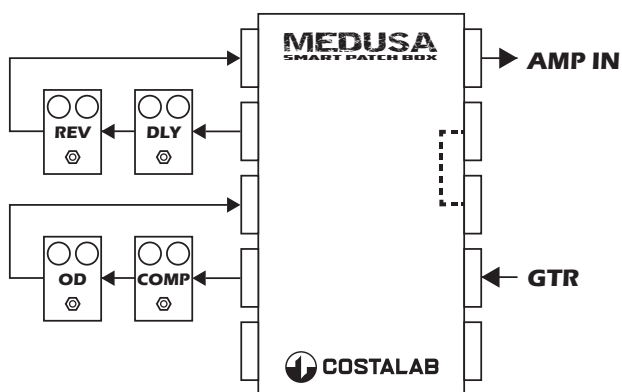 MEDUSA
SMART PATCH BOX
AMP IN
REV
DLY
OD
COMP
GTR
COSTALAB